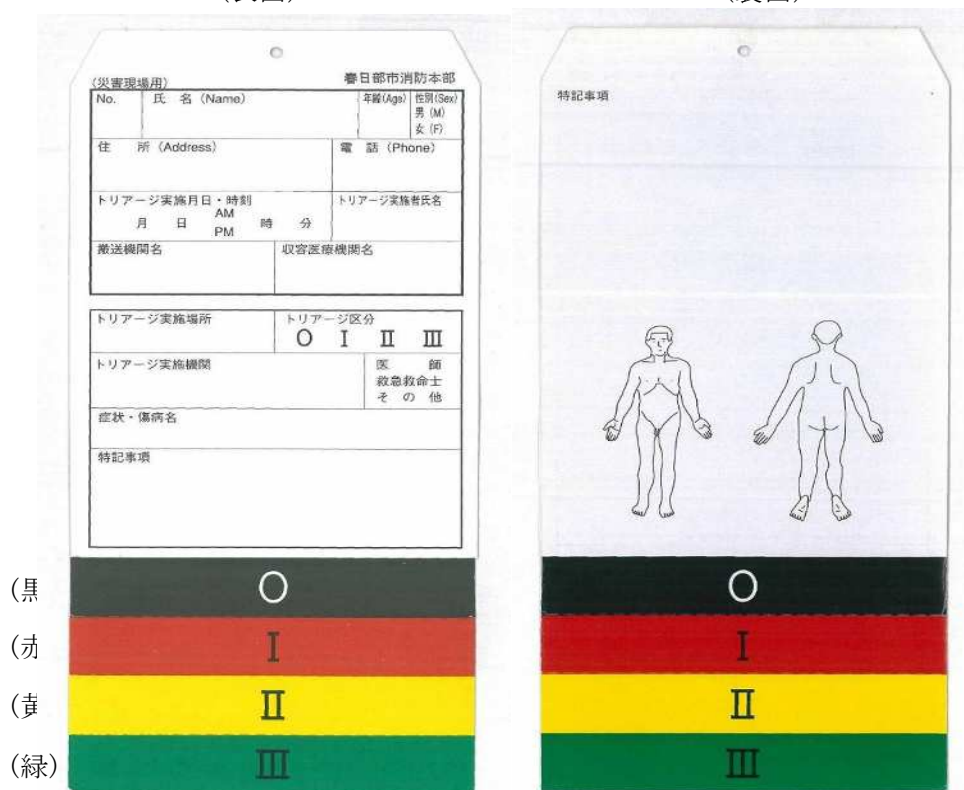 (災害現場用) 春日部市消防本部
No. 氏 名 (Name) 年齢(Age) 性別(Sex)
男 (M)
女 (F)
住 所 (Address) 電 話 (Phone)
トリアージ実施月日・時刻 トリアージ実施者氏名
AM
月 日 時 分
PM
搬送機関名 収容医療機関名
トリアージ実施場所 トリアージ区分
O I II III
トリアージ実施機関 医 師
救急救命士
そ の 他
症状・傷病名
特記事項
O
I
II
(緑) III
特記事項
O
I
II
III